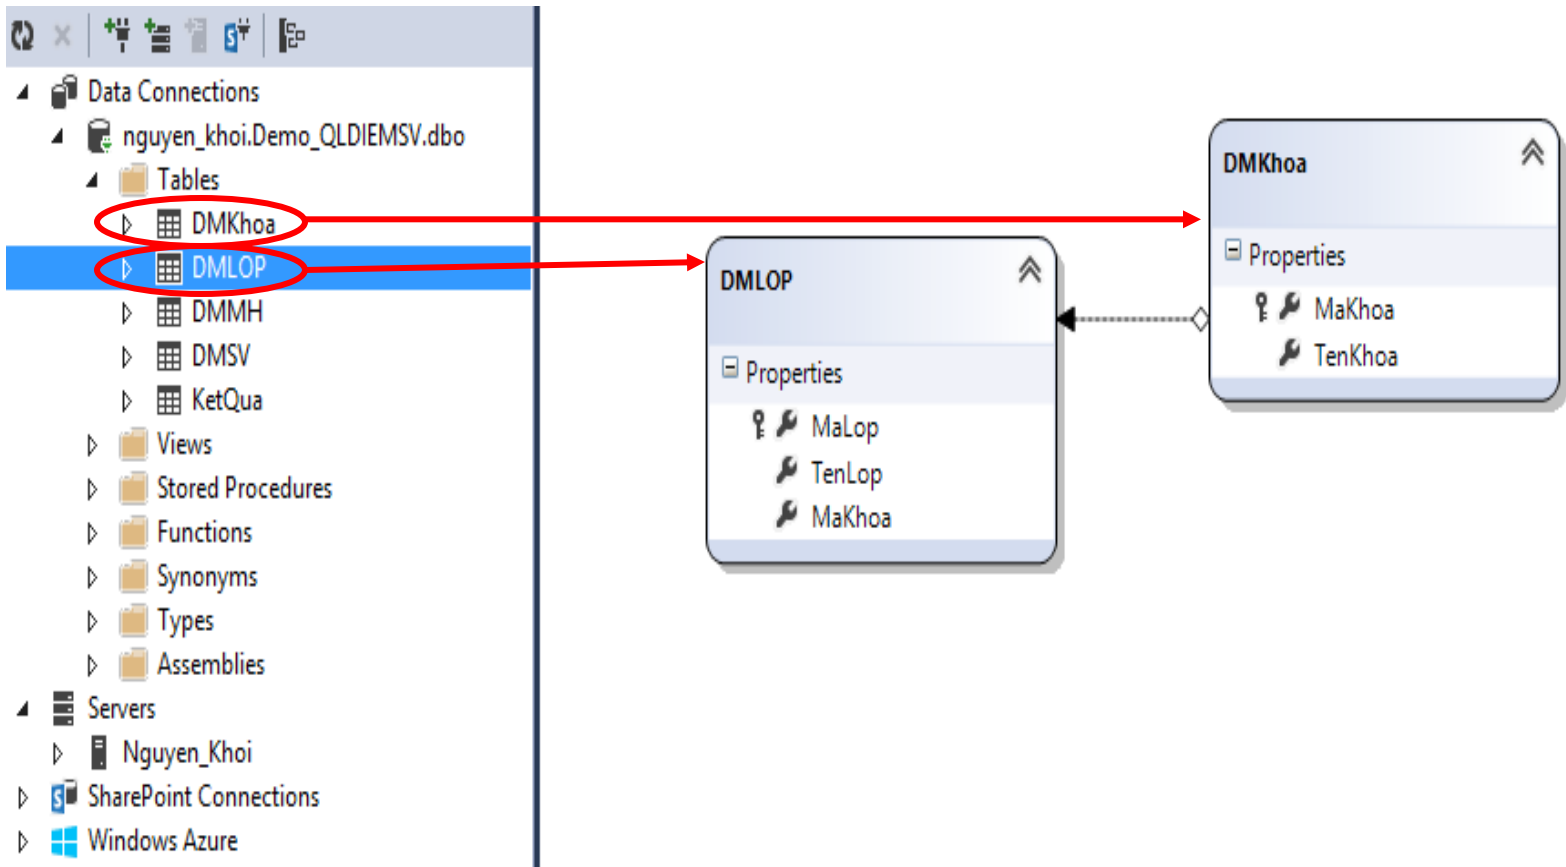 Data Connections
nguyen_khoi.Demo_QLDIEMSV.dbo
Tables
DMKhoa
DMLOP
DMMH
DMSV
KetQua
Views
Stored Procedures
Functions
Synonyms
Types
Assemblies
Servers
Nguyen_Khoi
SharePoint Connections
Windows Azure
DMLOP
Properties
MaLop
TenLop
MaKhoa
DMKhoa
Properties
MaKhoa
TenKhoa